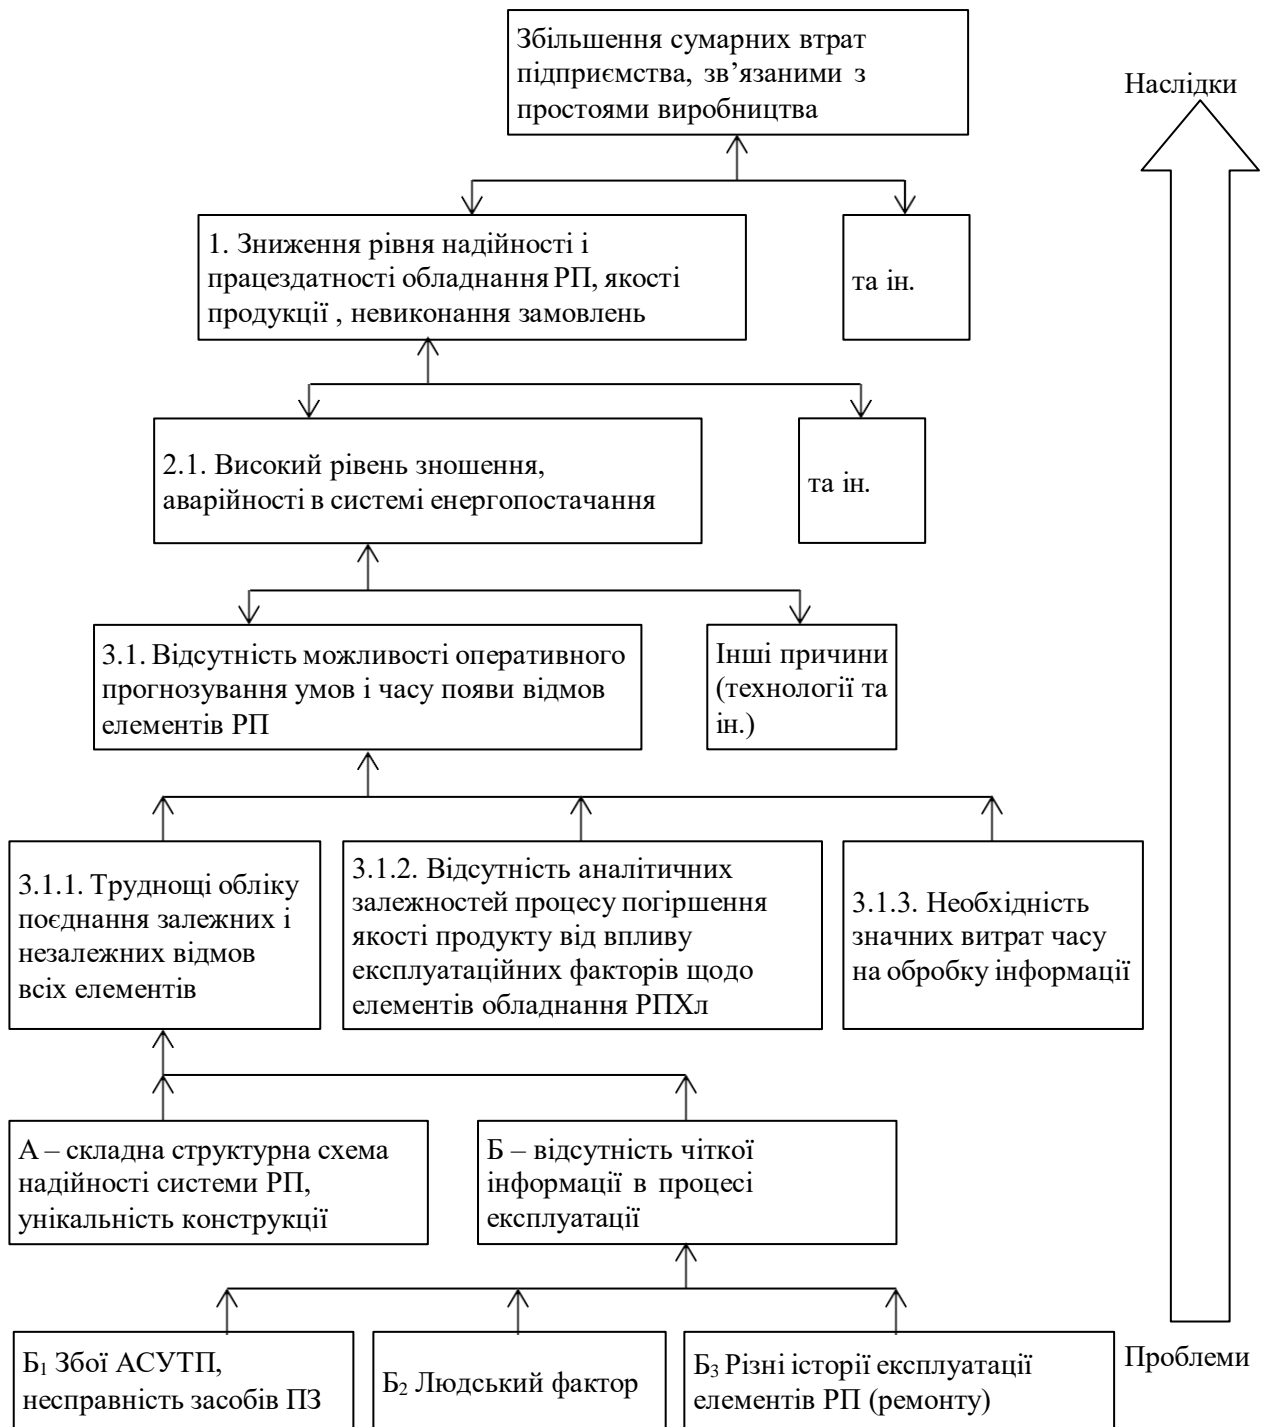 Збільшення сумарних втрат
підприємства, зв’язаними з
простоями виробництва
Наслідки
1. Зниження рівня надійності і
працездатності обладнання РП, якості
продукції , невиконання замовлень
та ін.
2.1. Високий рівень зношення,
аварійності в системі енергопостачання
та ін.
3.1. Відсутність можливості оперативного
прогнозування умов і часу появи відмов
елементів РП
Інші причини
(технології та
ін.)
3.1.1. Труднощі обліку
поєднання залежних і
незалежних відмов
всіх елементів
3.1.2. Відсутність аналітичних
залежностей процесу погіршення
якості продукту від впливу
експлуатаційних факторів щодо
елементів обладнання РПХл
3.1.3. Необхідність
значних витрат часу
на обробку інформації
А – складна структурна схема
надійності системи РП,
унікальність конструкції
Б – відсутність чіткої
інформації в процесі
експлуатації
Б₁ Збої АСУТП,
несправність засобів ПЗ
Б₂ Людський фактор
Б₃ Різні історії експлуатації
елементів РП (ремонту)
Проблеми